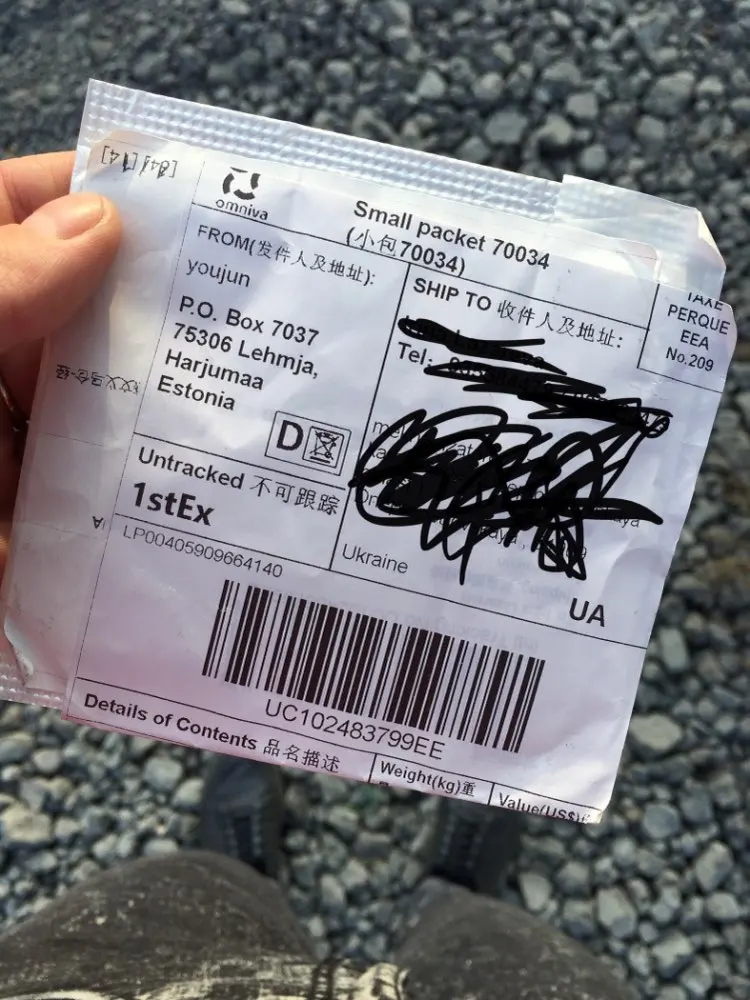 [84] [14]
omniva
Small packet 70034
(小包70034)
FROM(发件人及地址):
youjun
P.O. Box 7037
75306 Lehmja,
Harjumaa
Estonia
D
Untracked 不可跟踪
1stEx
SHIP TO 收件人及地址:
Tel:
Ukraine
UA
TAXE
PERQUE
EEA
No.209
LP00405909664140
UC102483799EE
Details of Contents 品名描述
Weight(kg)重
Value(US$)